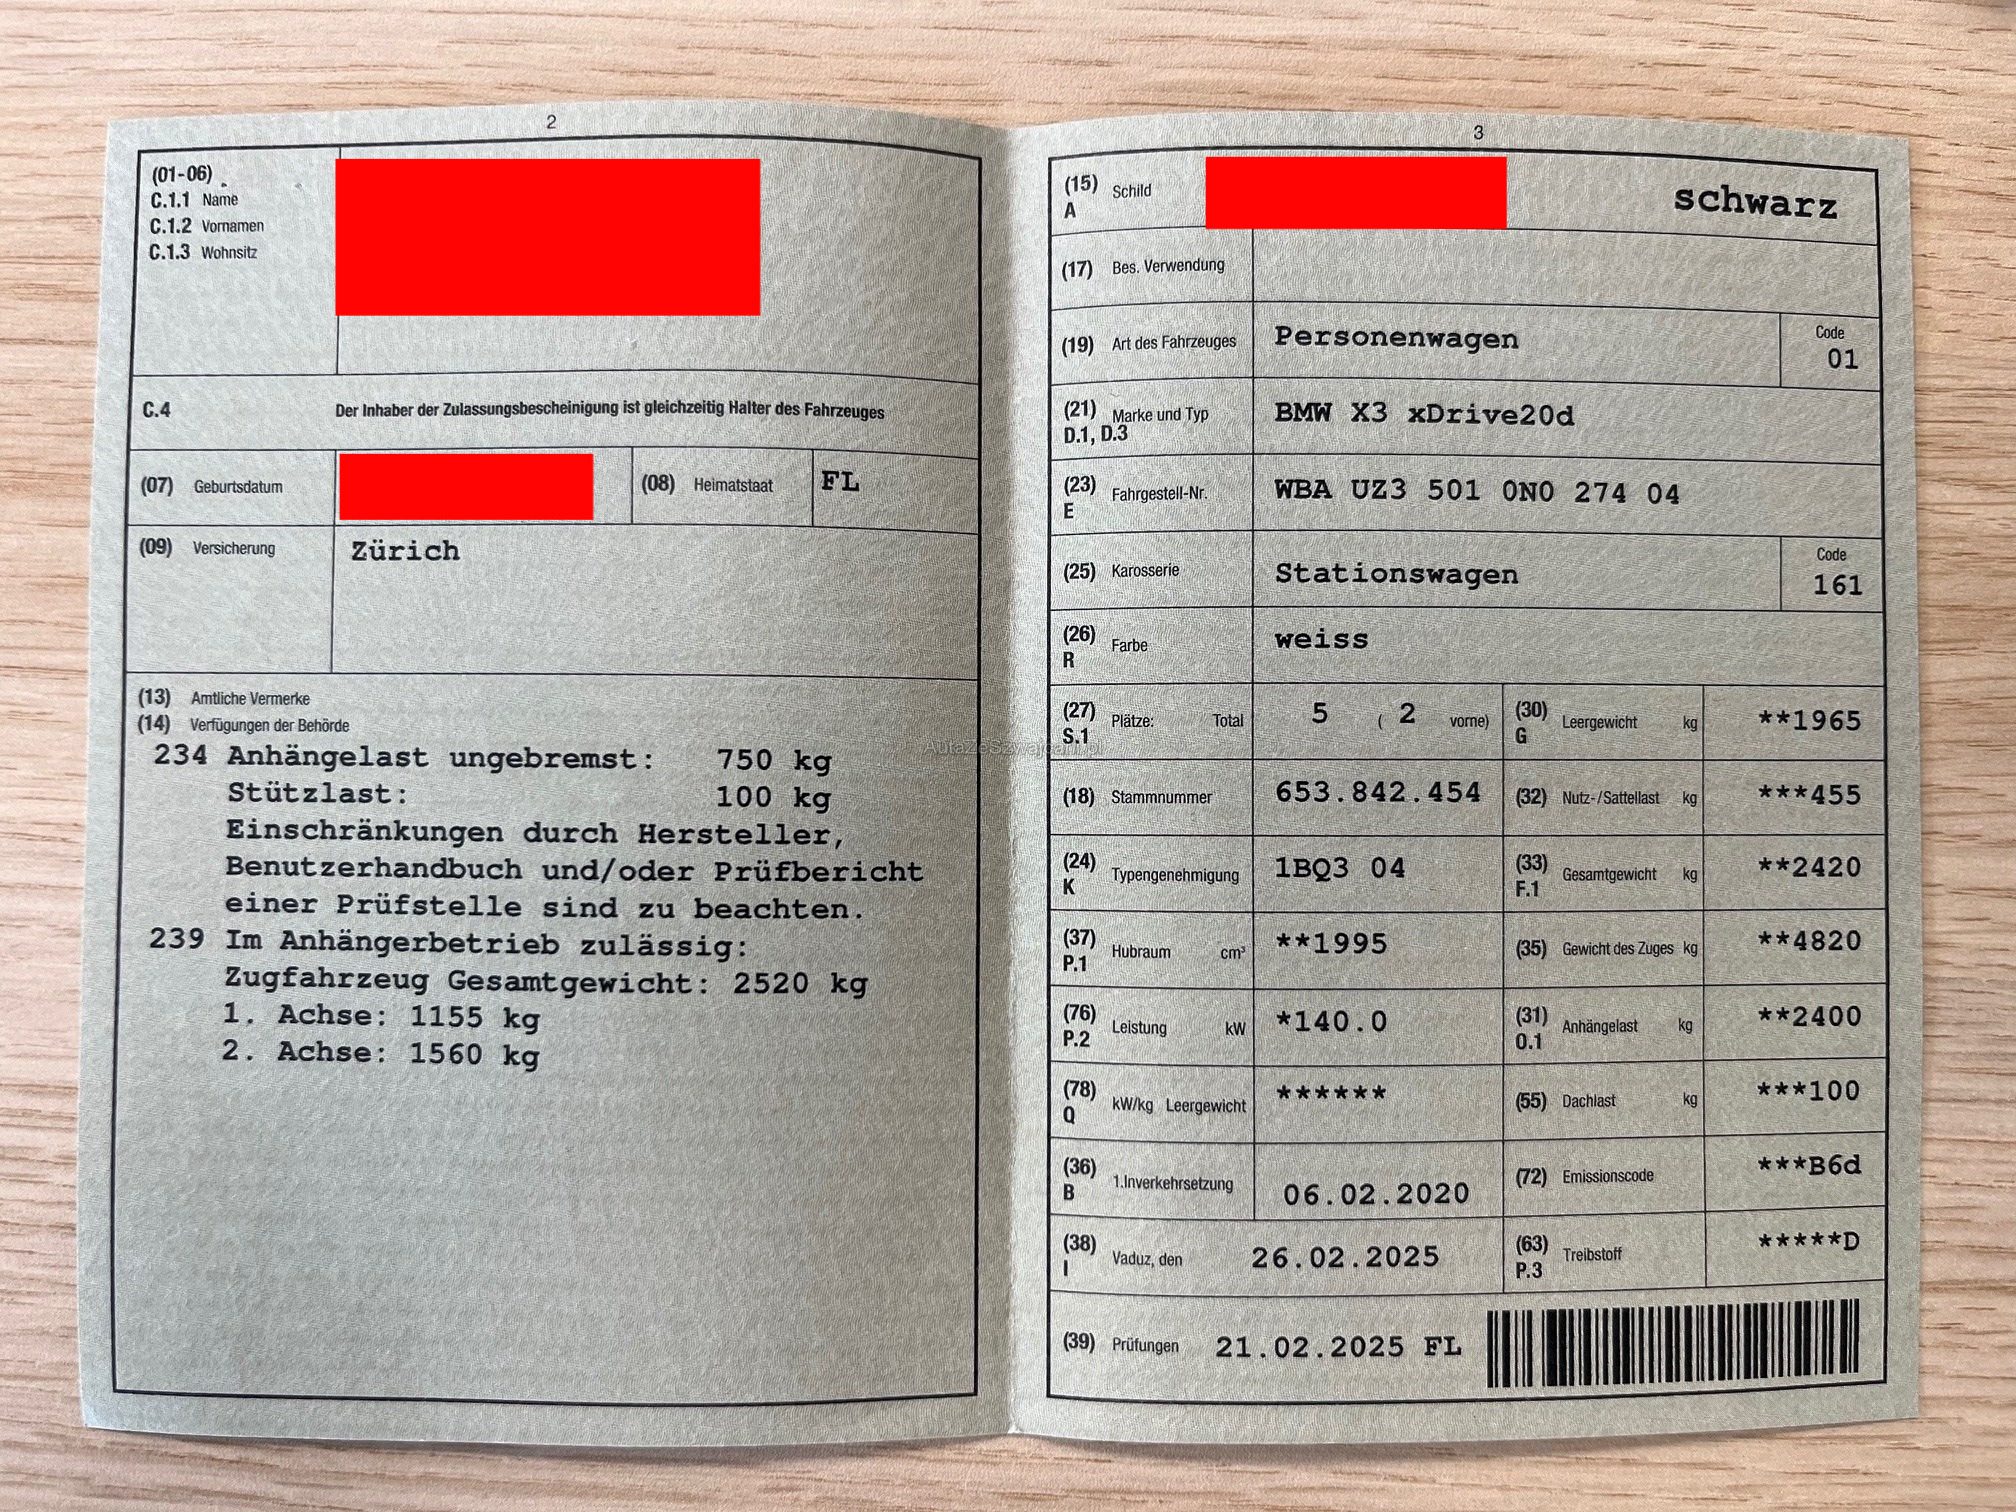 2
(01-06)
C.1.1 Name
C.1.2 Vornamen
C.1.3 Wohnsitz
C.4 Der Inhaber der Zulassungsbescheinigung ist gleichzeitig Halter des Fahrzeuges
(07) Geburtsdatum (08) Heimatstaat FL
(09) Versicherung Zürich
(13) Amtliche Vermerke
(14) Verfügungen der Behörde
234 Anhängelast ungebremst: 750 kg
Stützlast: 100 kg
Einschränkungen durch Hersteller,
Benutzerhandbuch und/oder Prüfbericht
einer Prüfstelle sind zu beachten.
239 Im Anhängerbetrieb zulässig:
Zugfahrzeug Gesamtgewicht: 2520 kg
1. Achse: 1155 kg
2. Achse: 1560 kg
3
(15) A Schild schwarz
(17) Bes. Verwendung
(19) Art des Fahrzeuges Personenwagen Code 01
(21) D.1, D.3 Marke und Typ BMW X3 xDrive20d
(23) E Fahrgestell-Nr. WBA UZ3 501 0N0 274 04
(25) Karosserie Stationswagen Code 161
(26) R Farbe weiss
(27) S.1 Plätze: Total 5 ( 2 vorne) (30) G Leergewicht kg **1965
(18) Stammnummer 653.842.454 (32) Nutz-/Sattellast kg ***455
(24) K Typengenehmigung 1BQ3 04 (33) F.1 Gesamtgewicht kg **2420
(37) P.1 Hubraum cm³ **1995 (35) Gewicht des Zuges kg **4820
(76) P.2 Leistung kW *140.0 (31) O.1 Anhängelast kg **2400
(78) Q kW/kg Leergewicht ****** (55) Dachlast kg ***100
(36) B 1.Inverkehrsetzung 06.02.2020 (72) Emissionscode ***B6d
(38) I Vaduz, den 26.02.2025 (63) P.3 Treibstoff *****D
(39) Prüfungen 21.02.2025 FL
AutaZeSzwajcarii.pl